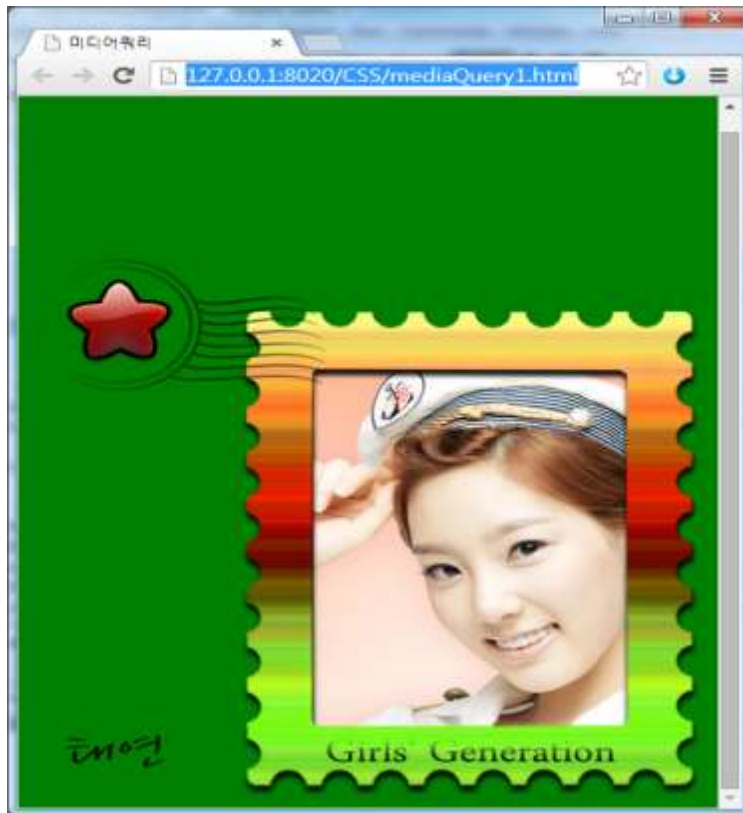 미디어쿼리
127.0.0.1:8020/CSS/mediaQuery1.html
태연
Girls' Generation